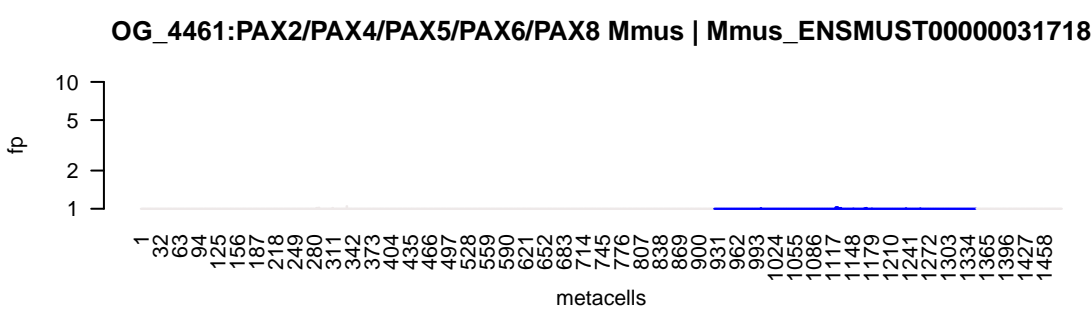 OG_4461:PAX2/PAX4/PAX5/PAX6/PAX8 Mmus | Mmus_ENSMUST00000031718
10
5
2
1
fp
1 32 63 94 125 156 187 218 249 280 311 342 373 404 435 466 497 528 559 590 621 652 683 714 745 776 807 838 869 900 931 962 993 1024 1055 1086 1117 1148 1179 1210 1241 1272 1303 1334 1365 1396 1427 1458
metacells